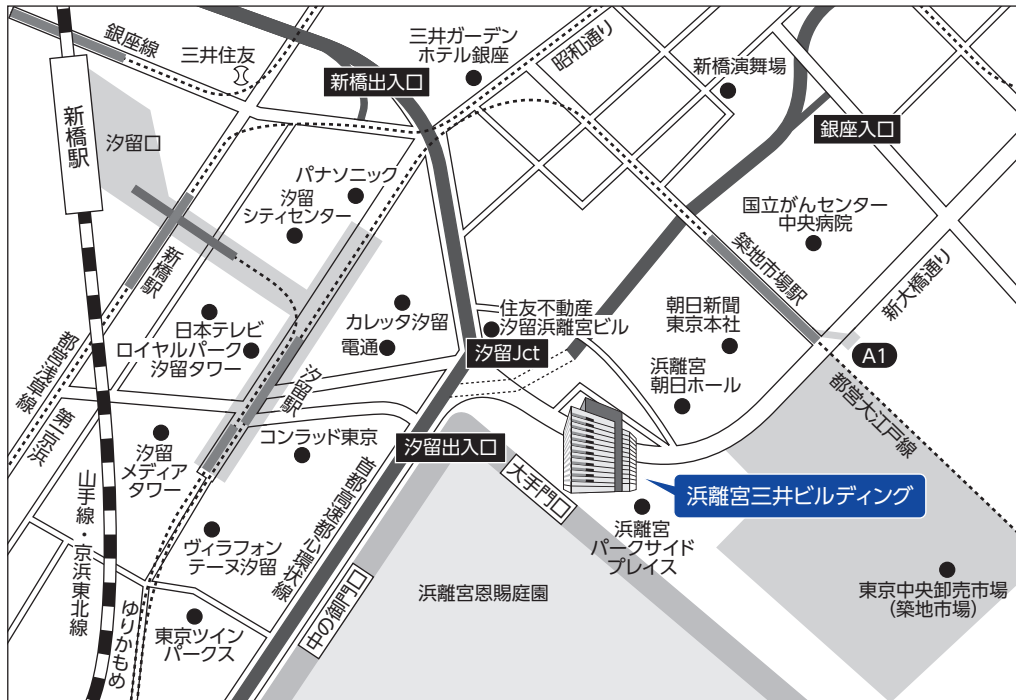 銀座線
三井住友
三井ガーデン
ホテル銀座
昭和通り
新橋演舞場
新橋出入口
銀座入口
新橋駅
汐留口
パナソニック
汐留
シティセンター
国立がんセンター
中央病院
築地市場駅
新大橋通り
新橋駅
日本テレビ
ロイヤルパーク
汐留タワー
カレッタ汐留
電通
住友不動産
汐留浜離宮ビル
朝日新聞
東京本社
汐留Jct
A1
都宮浅草線
汐留駅
浜離宮
朝日ホール
都営大江戸線
第一京浜
汐留
メディア
タワー
コンラッド東京
汐留出入口
大手門口
浜離宮三井ビルディング
山手線・京浜東北線
ヴィラフォン
テーヌ汐留
首都高速都心環状線
浜離宮
パークサイド
プレイス
浜離宮恩賜庭園
中の御門口
東京中央卸売市場
(築地市場)
ゆりかもめ
東京ツイン
パークス